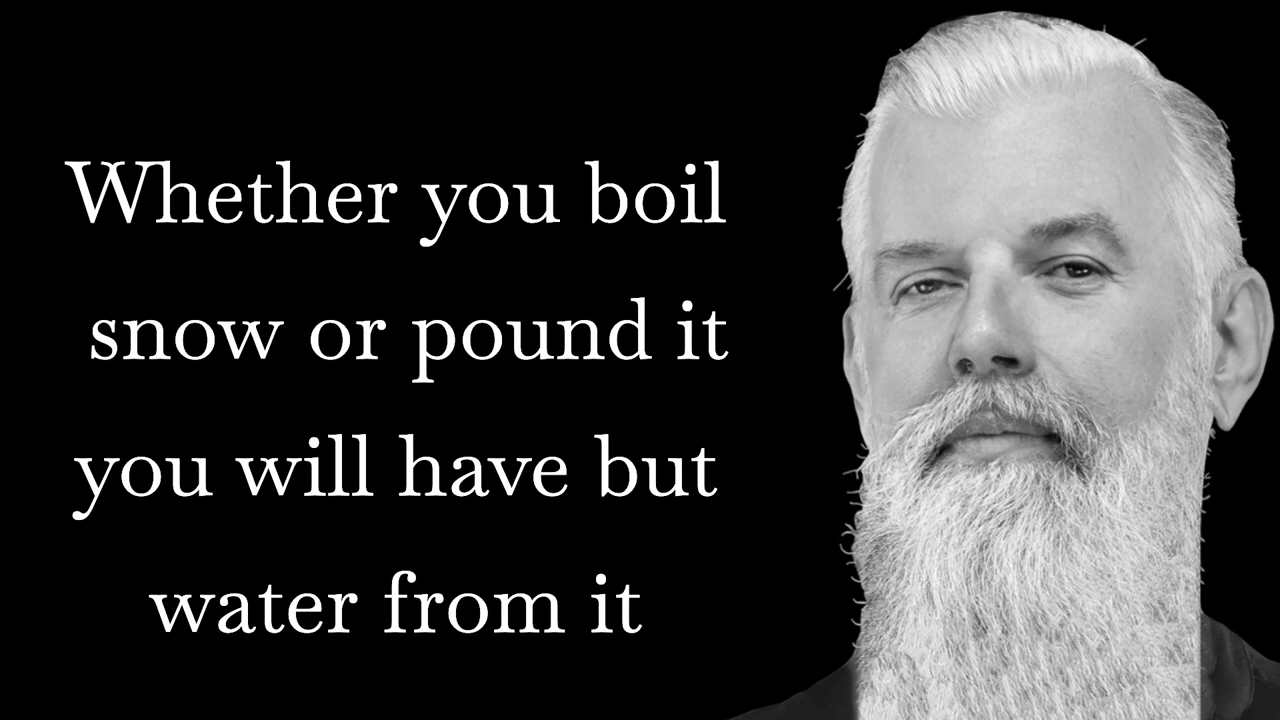 Whether you boil
snow or pound it
you will have but
water from it